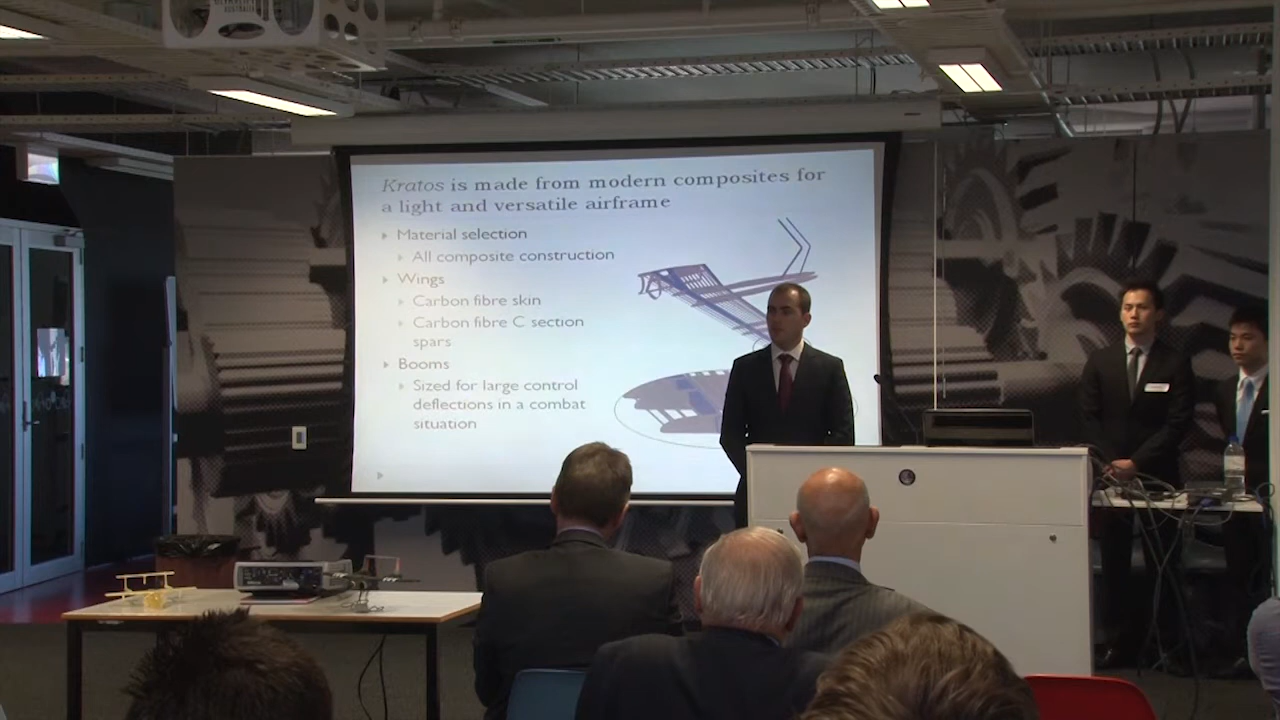 Kratos is made from modern composites for
a light and versatile airframe
Material selection
All composite construction
Wings
Carbon fibre skin
Carbon fibre C section
spars
Booms
Sized for large control
deflections in a combat
situation